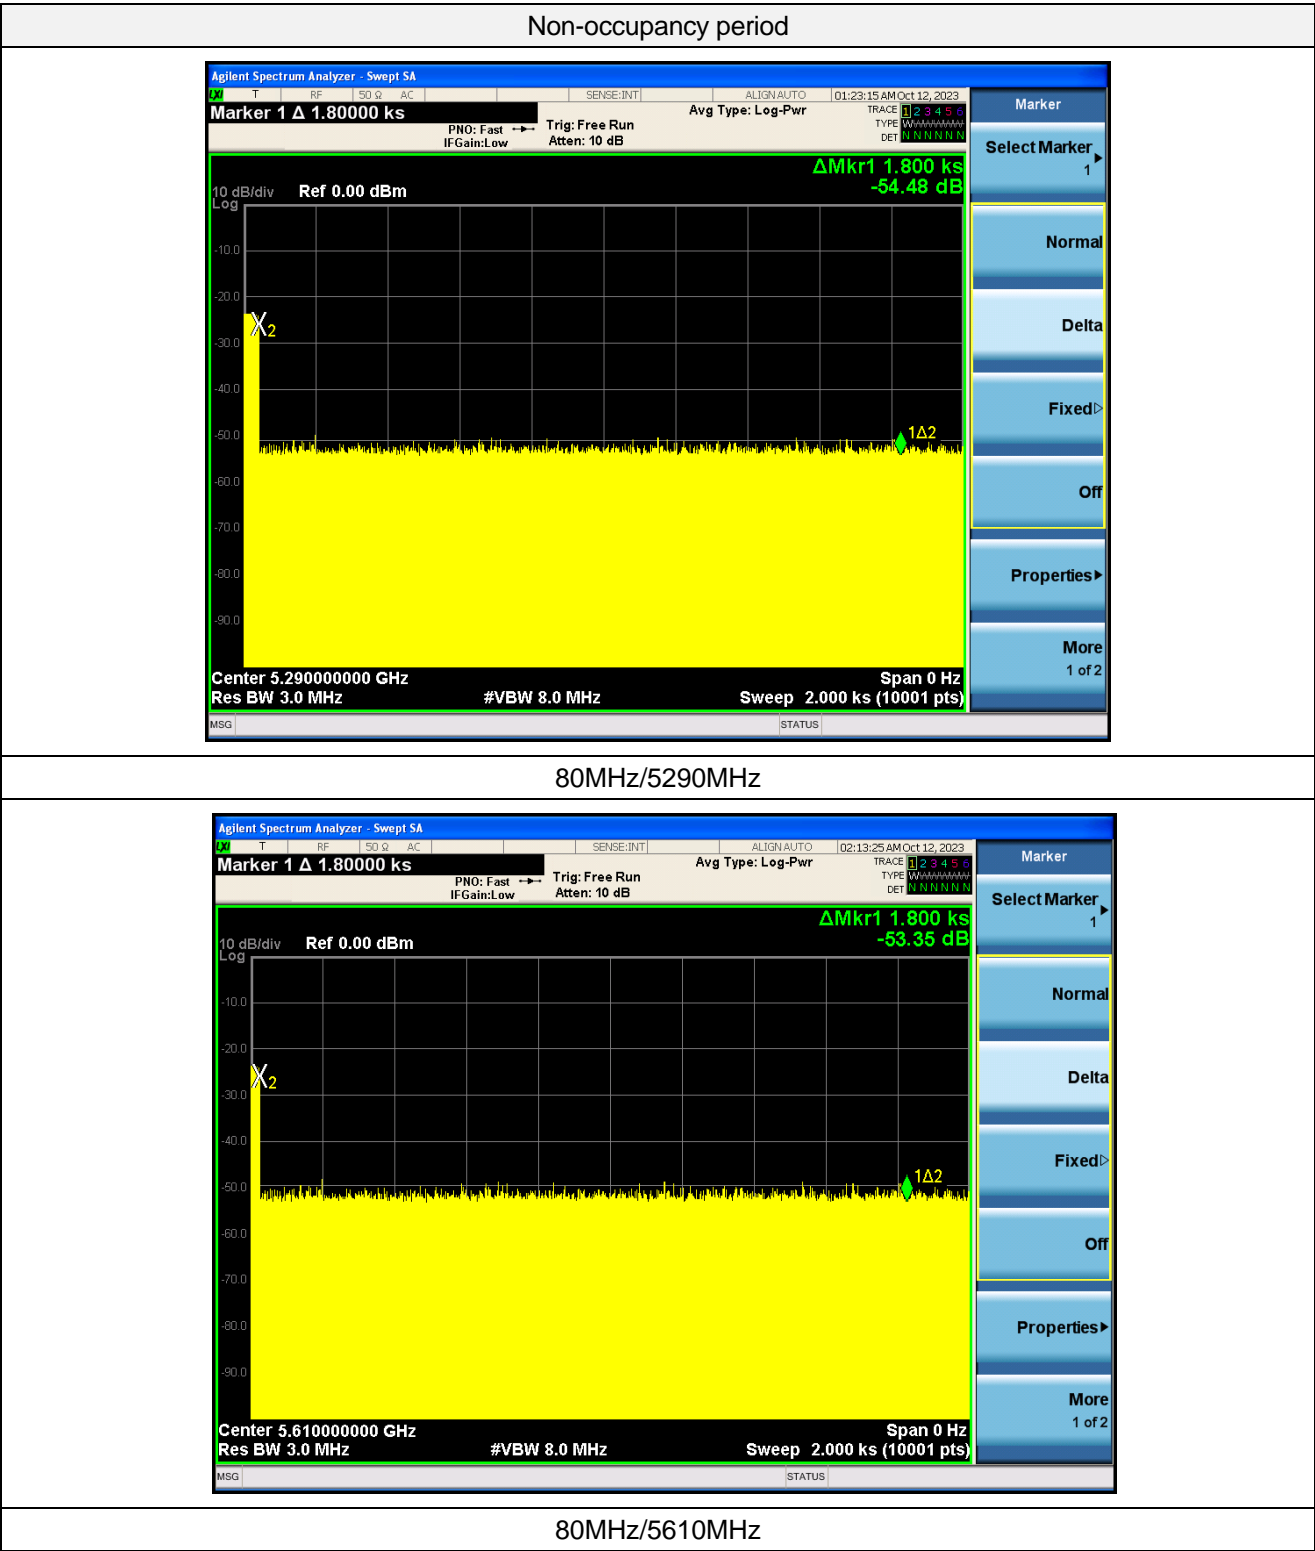 Non-occupancy period
Agilent Spectrum Analyzer - Swept SA
LXI T RF 50 Ω AC SENSE:INT ALIGN AUTO 01:23:15 AM Oct 12, 2023
Marker 1 Δ 1.80000 ks
PNO: Fast
IFGain:Low
Trig: Free Run
Atten: 10 dB
Avg Type: Log-Pwr
TRACE 1 2 3 4 5 6
TYPE WWWWWW
DET N N N N N N
ΔMkr1 1.800 ks
-54.48 dB
10 dB/div Ref 0.00 dBm
Log
-10.0
-20.0
-30.0
-40.0
-50.0
-60.0
-70.0
-80.0
-90.0
X2
1Δ2
Center 5.290000000 GHz Span 0 Hz
Res BW 3.0 MHz #VBW 8.0 MHz Sweep 2.000 ks (10001 pts)
MSG STATUS
Marker
Select Marker
1
Normal
Delta
Fixed
Off
Properties
More
1 of 2
80MHz/5290MHz
Agilent Spectrum Analyzer - Swept SA
LXI T RF 50 Ω AC SENSE:INT ALIGN AUTO 02:13:25 AM Oct 12, 2023
Marker 1 Δ 1.80000 ks
PNO: Fast
IFGain:Low
Trig: Free Run
Atten: 10 dB
Avg Type: Log-Pwr
TRACE 1 2 3 4 5 6
TYPE WWWWWW
DET N N N N N N
ΔMkr1 1.800 ks
-53.35 dB
10 dB/div Ref 0.00 dBm
Log
-10.0
-20.0
-30.0
-40.0
-50.0
-60.0
-70.0
-80.0
-90.0
X2
1Δ2
Center 5.610000000 GHz Span 0 Hz
Res BW 3.0 MHz #VBW 8.0 MHz Sweep 2.000 ks (10001 pts)
MSG STATUS
Marker
Select Marker
1
Normal
Delta
Fixed
Off
Properties
More
1 of 2
80MHz/5610MHz